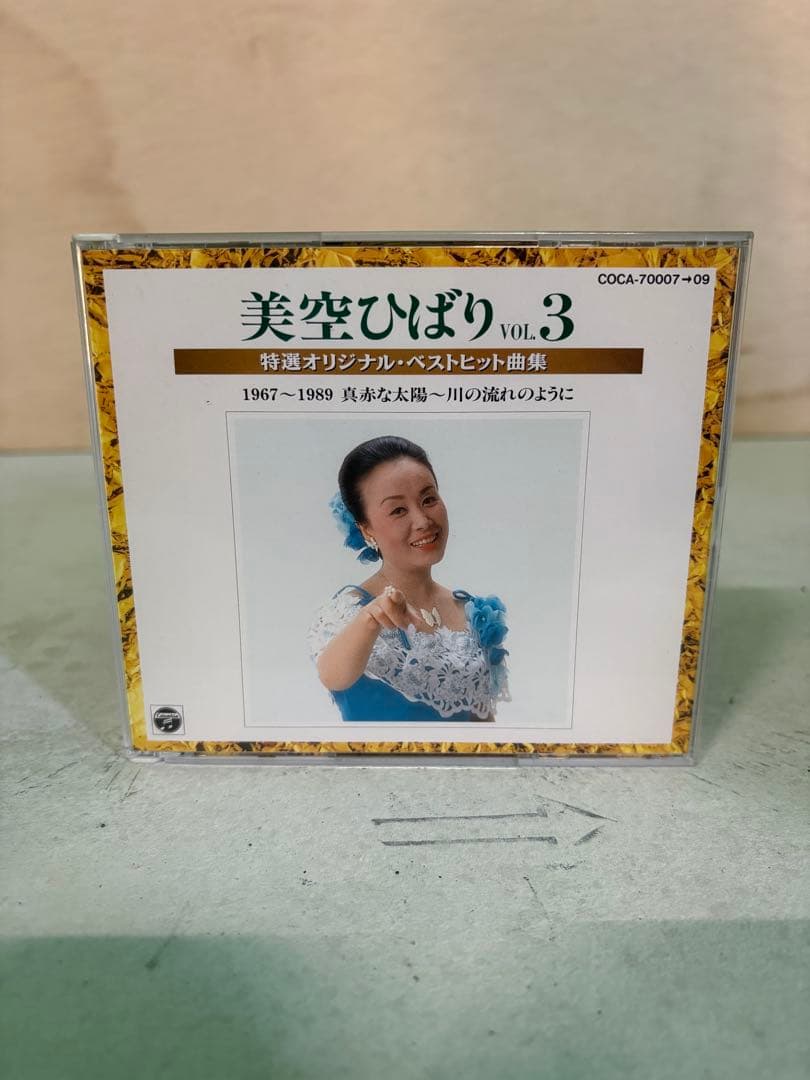 COCA-70007→09
美空ひばり VOL. 3
特選オリジナル・ベストヒット曲集
1967〜1989 真赤な太陽〜川の流れのように